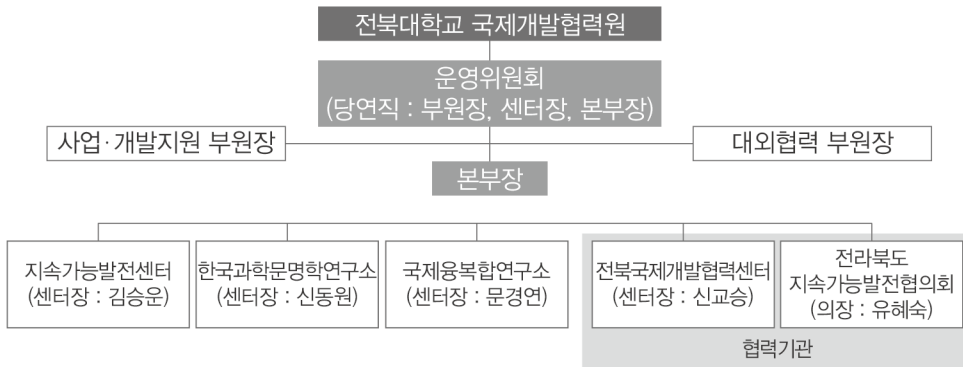 전북대학교 국제개발협력원
운영위원회
(당연직 : 부원장, 센터장, 본부장)
사업·개발지원 부원장
대외협력 부원장
본부장
지속가능발전센터
(센터장 : 김승운)
한국과학문명학연구소
(센터장 : 신동원)
국제융복합연구소
(센터장 : 문경연)
전북국제개발협력센터
(센터장 : 신교승)
전라북도
지속가능발전협의회
(의장 : 유혜숙)
협력기관